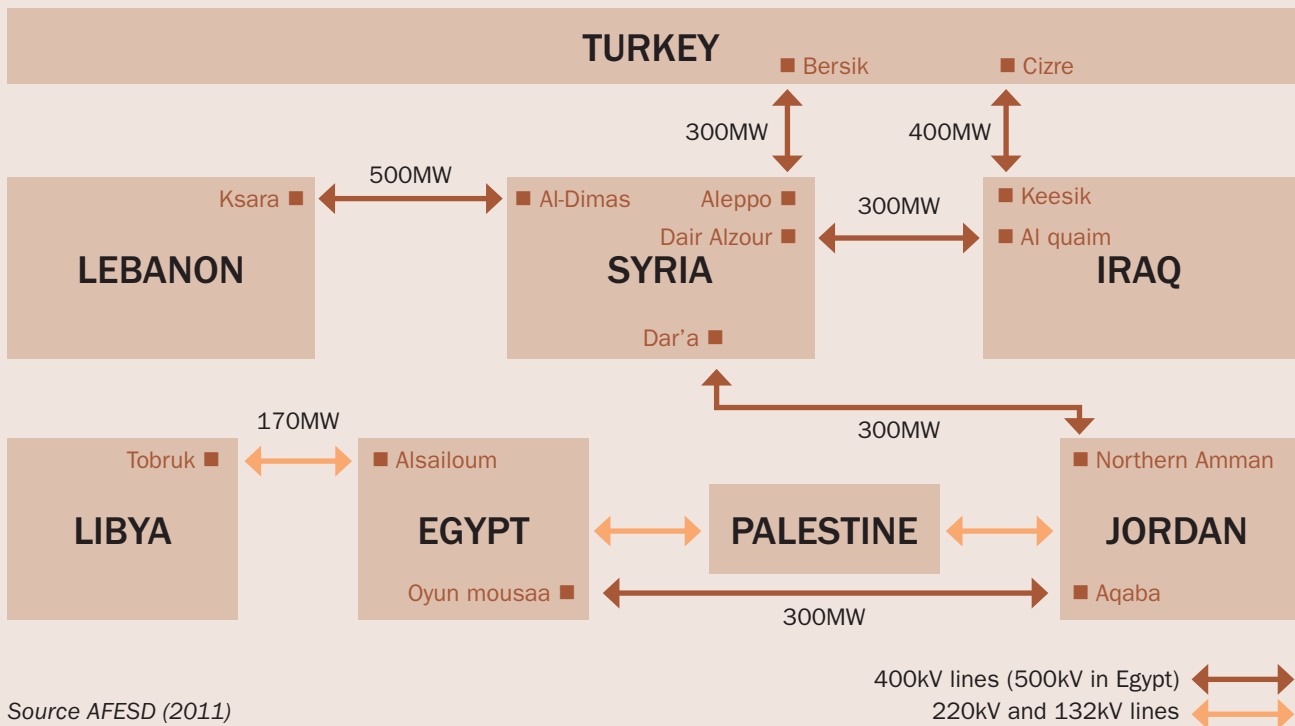 TURKEY
Bersik
Cizre
300MW
400MW
500MW
Ksara
Al-Dimas
Aleppo
300MW
Keesik
Dair Alzour
Al quaim
LEBANON
SYRIA
IRAQ
Dar’a
170MW
300MW
Tobruk
Alsailoum
Northern Amman
LIBYA
EGYPT
PALESTINE
JORDAN
Oyun mousaa
Aqaba
300MW
400kV lines (500kV in Egypt)
Source AFESD (2011)
220kV and 132kV lines